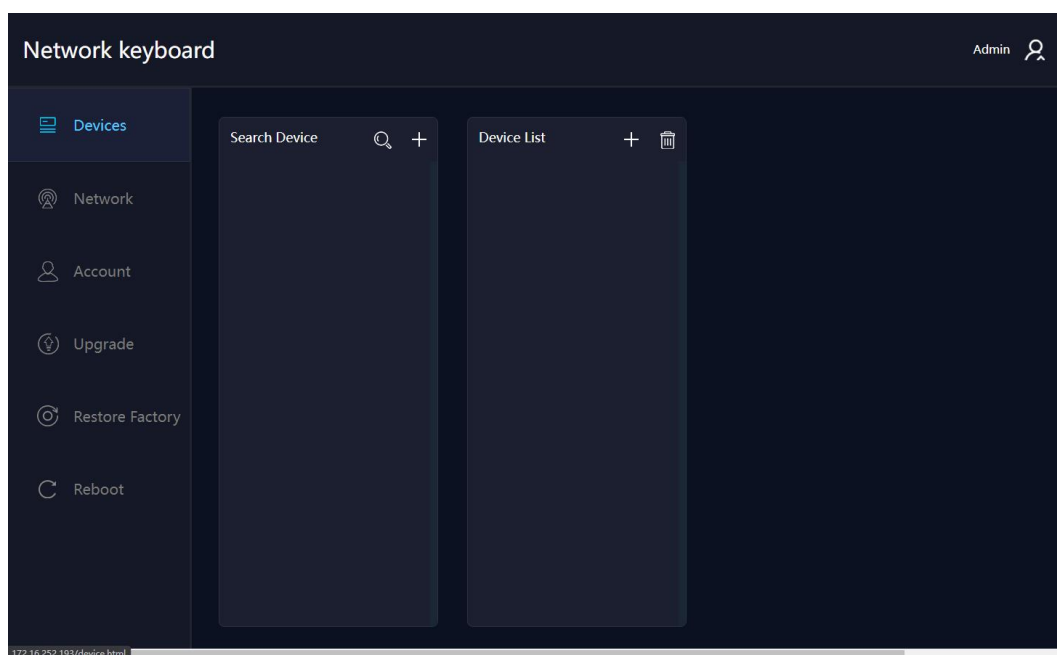 Network keyboard
Admin
Devices
Search Device
Device List
Network
Account
Upgrade
Restore Factory
Reboot
172.16.252.193/device.html